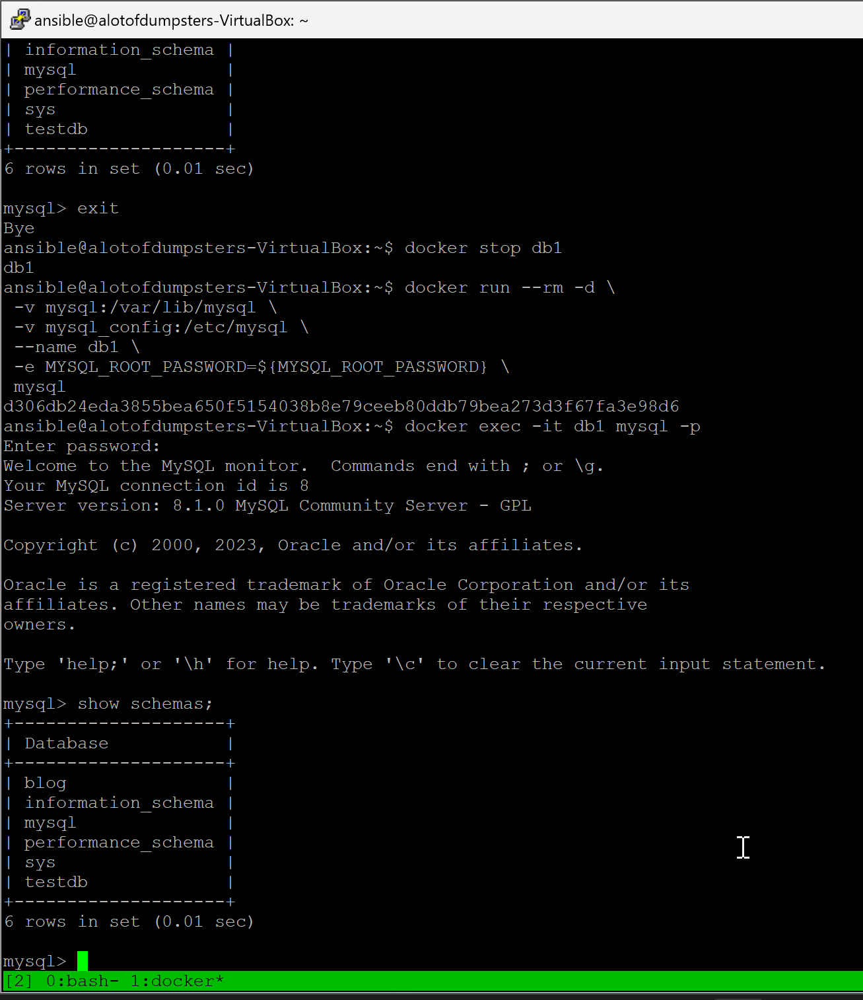 ansible@alotofdumpsters-VirtualBox: ~
| information_schema |
| mysql              |
| performance_schema |
| sys                |
| testdb             |
+--------------------+
6 rows in set (0.01 sec)
mysql> exit
Bye
ansible@alotofdumpsters-VirtualBox:~$ docker stop db1
db1
ansible@alotofdumpsters-VirtualBox:~$ docker run --rm -d \
 -v mysql:/var/lib/mysql \
 -v mysql_config:/etc/mysql \
 --name db1 \
 -e MYSQL_ROOT_PASSWORD=${MYSQL_ROOT_PASSWORD} \
 mysql
d306db24eda3855bea650f5154038b8e79ceeb80ddb79bea273d3f67fa3e98d6
ansible@alotofdumpsters-VirtualBox:~$ docker exec -it db1 mysql -p
Enter password:
Welcome to the MySQL monitor.  Commands end with ; or \g.
Your MySQL connection id is 8
Server version: 8.1.0 MySQL Community Server - GPL
Copyright (c) 2000, 2023, Oracle and/or its affiliates.
Oracle is a registered trademark of Oracle Corporation and/or its
affiliates. Other names may be trademarks of their respective
owners.
Type 'help;' or '\h' for help. Type '\c' to clear the current input statement.
mysql> show schemas;
+--------------------+
| Database           |
+--------------------+
| blog               |
| information_schema |
| mysql              |
| performance_schema |
| sys                |
| testdb             |
+--------------------+
6 rows in set (0.01 sec)
mysql>
[2] 0:bash- 1:docker*